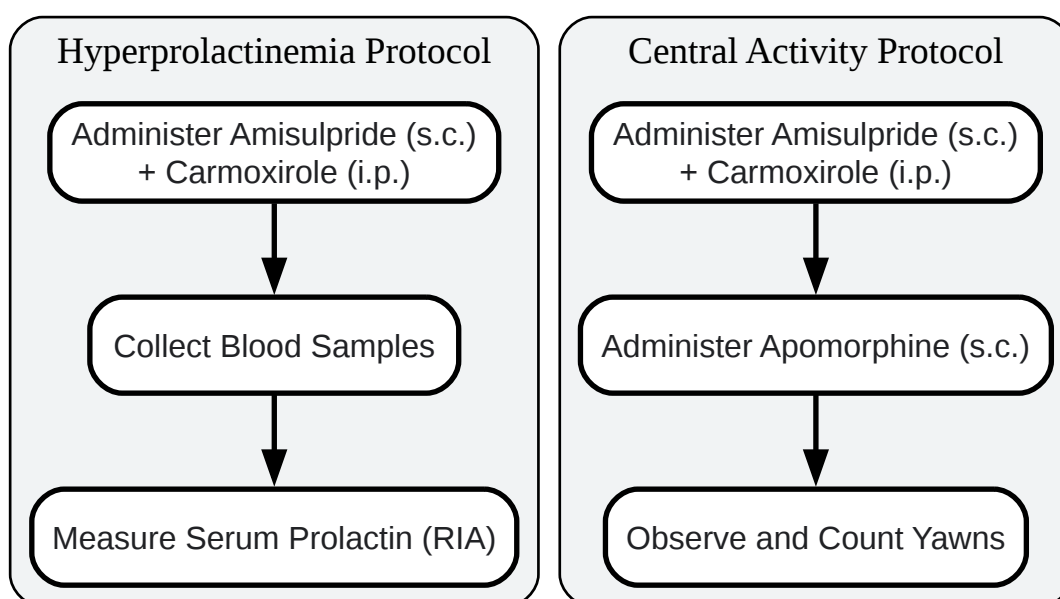 Hyperprolactinemia Protocol
Administer Amisulpride (s.c.)
+ Carmoxirole (i.p.)
Collect Blood Samples
Measure Serum Prolactin (RIA)
Central Activity Protocol
Administer Amisulpride (s.c.)
+ Carmoxirole (i.p.)
Administer Apomorphine (s.c.)
Observe and Count Yawns